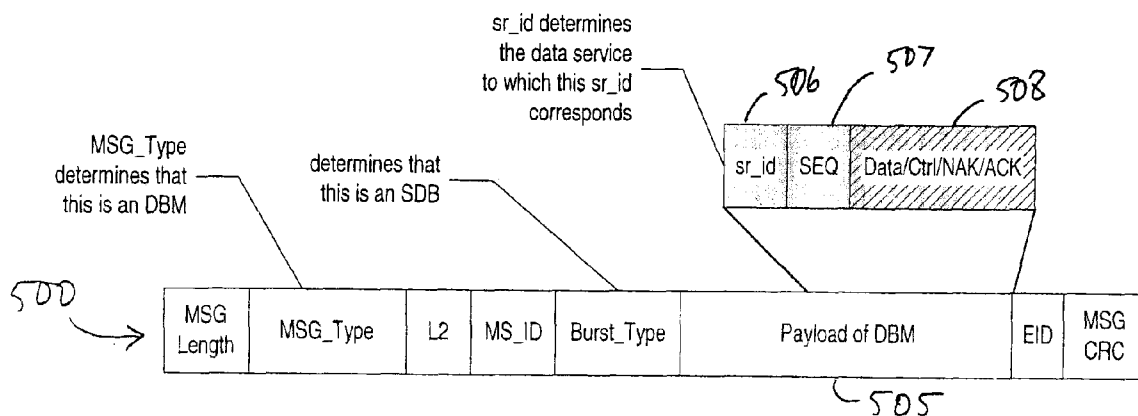 sr_id determines
the data service
to which this sr_id
corresponds
506
507
508
MSG_Type
determines that
this is an DBM
determines that
this is an SDB
sr_id
SEQ
Data/Ctrl/NAK/ACK
500
MSG
Length
MSG_Type
L2
MS_ID
Burst_Type
Payload of DBM
EID
MSG
CRC
505